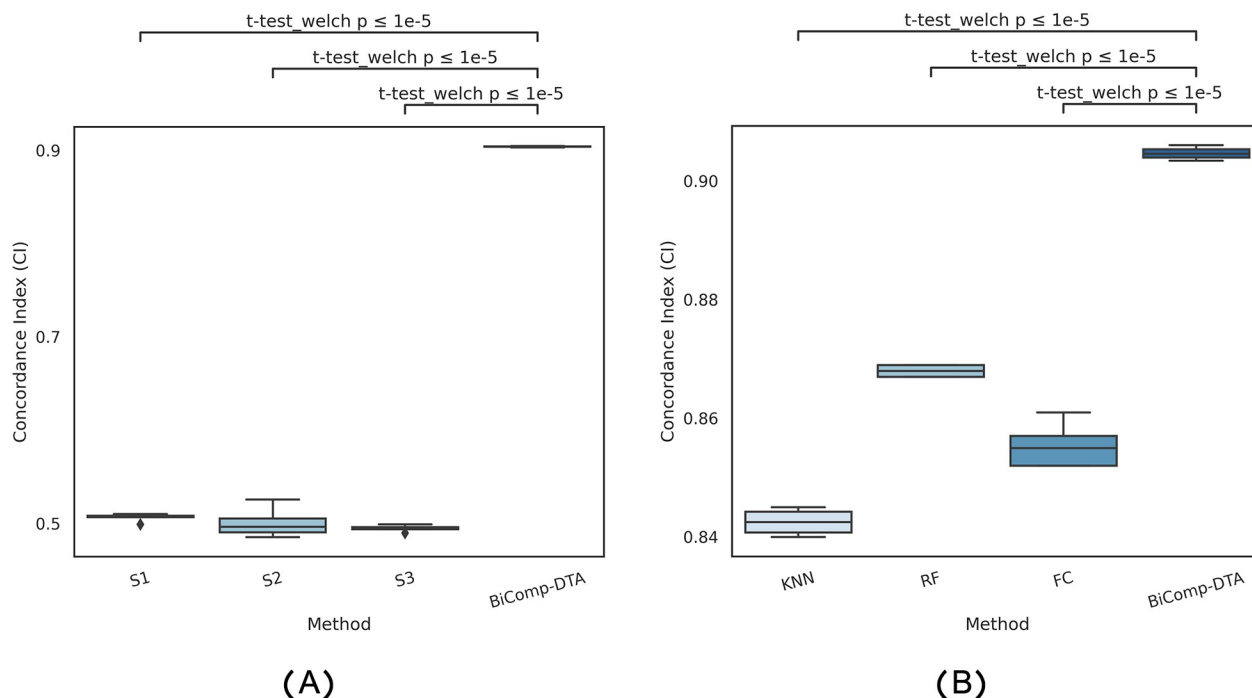 t-test_welch p ≤ 1e-5
t-test_welch p ≤ 1e-5
t-test_welch p ≤ 1e-5
0.9
0.7
0.5
Concordance Index (CI)
S1 S2 S3 BiComp-DTA
Method
(A)
t-test_welch p ≤ 1e-5
t-test_welch p ≤ 1e-5
t-test_welch p ≤ 1e-5
0.90
0.88
0.86
0.84
Concordance Index (CI)
KNN RF FC BiComp-DTA
Method
(B)